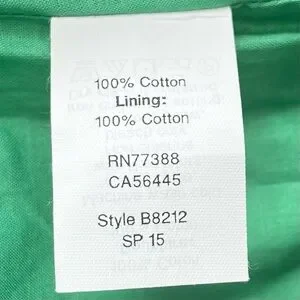 100% Cotton
Lining:
100% Cotton
RN77388
CA56445
Style B8212
SP 15